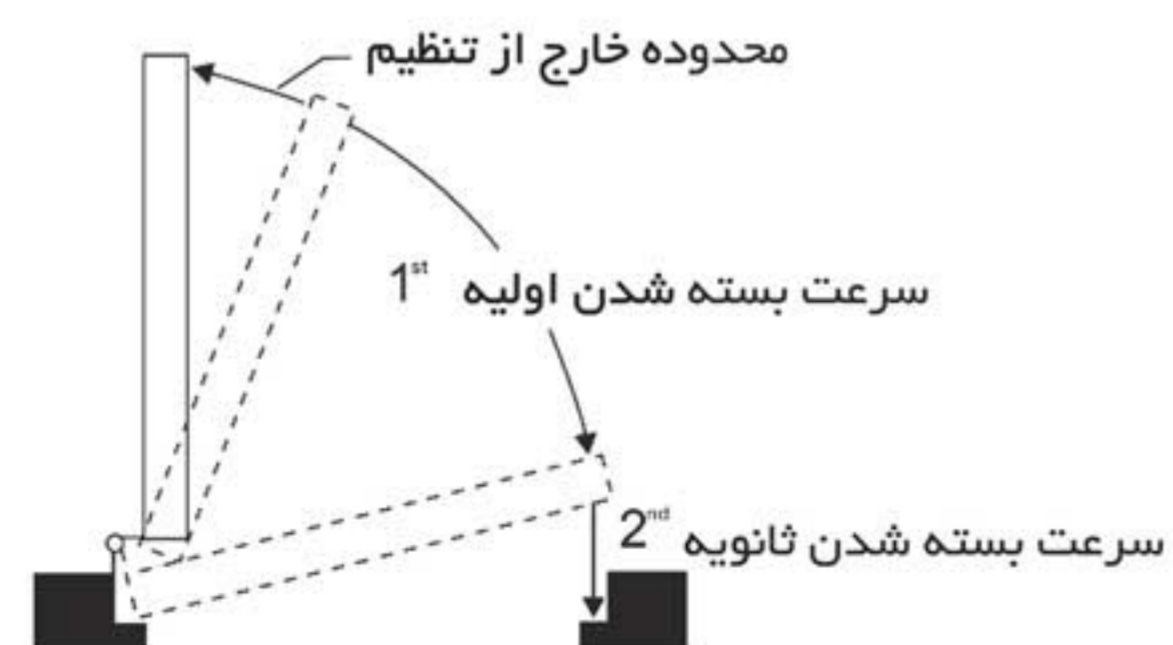 محدوده خارج از تنظیم
سرعت بسته شدن اولیه 1st
سرعت بسته شدن ثانویه 2nd